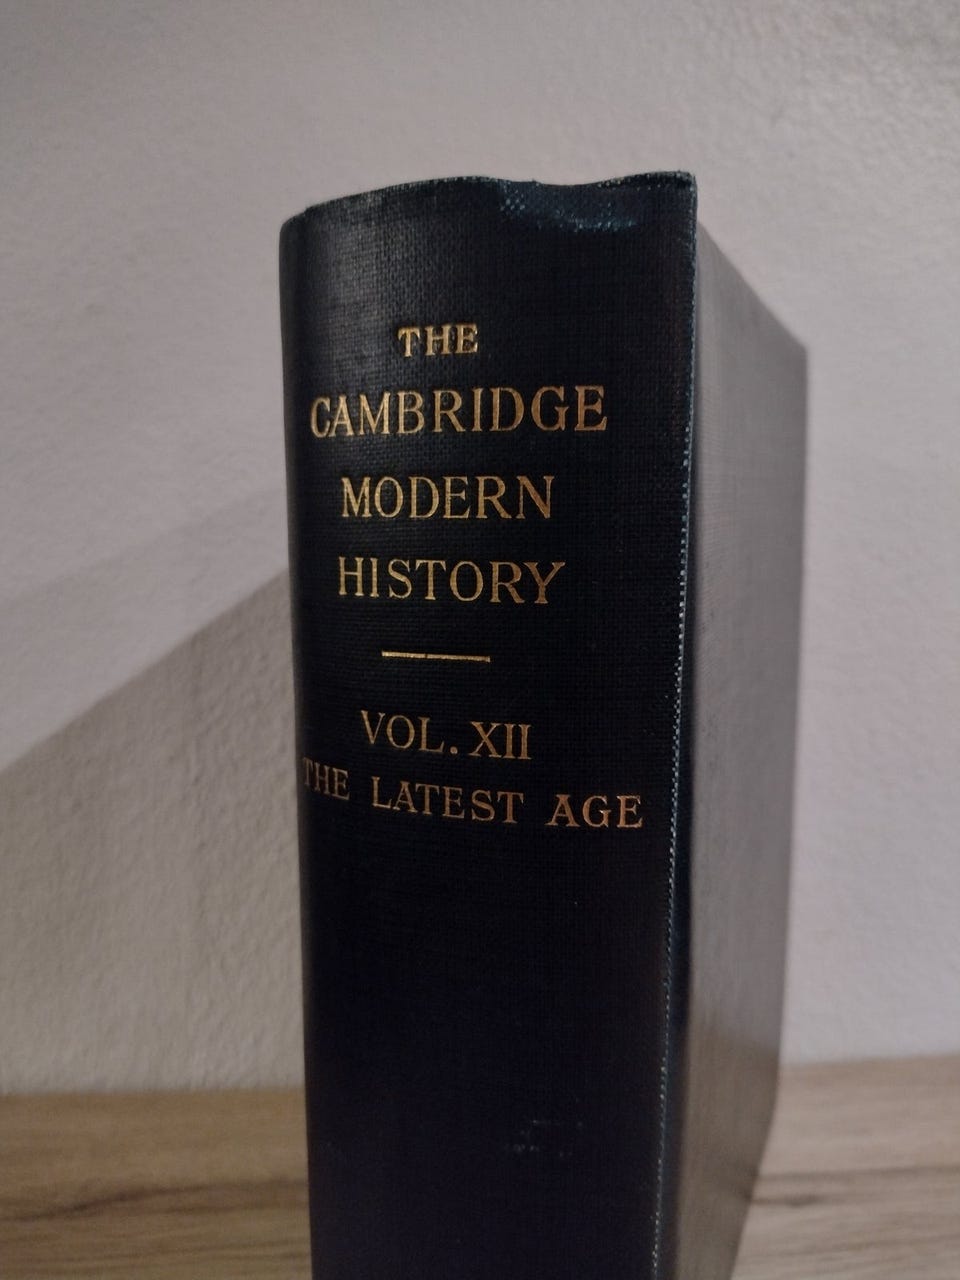 THE
CAMBRIDGE
MODERN
HISTORY
VOL. XII
THE LATEST AGE